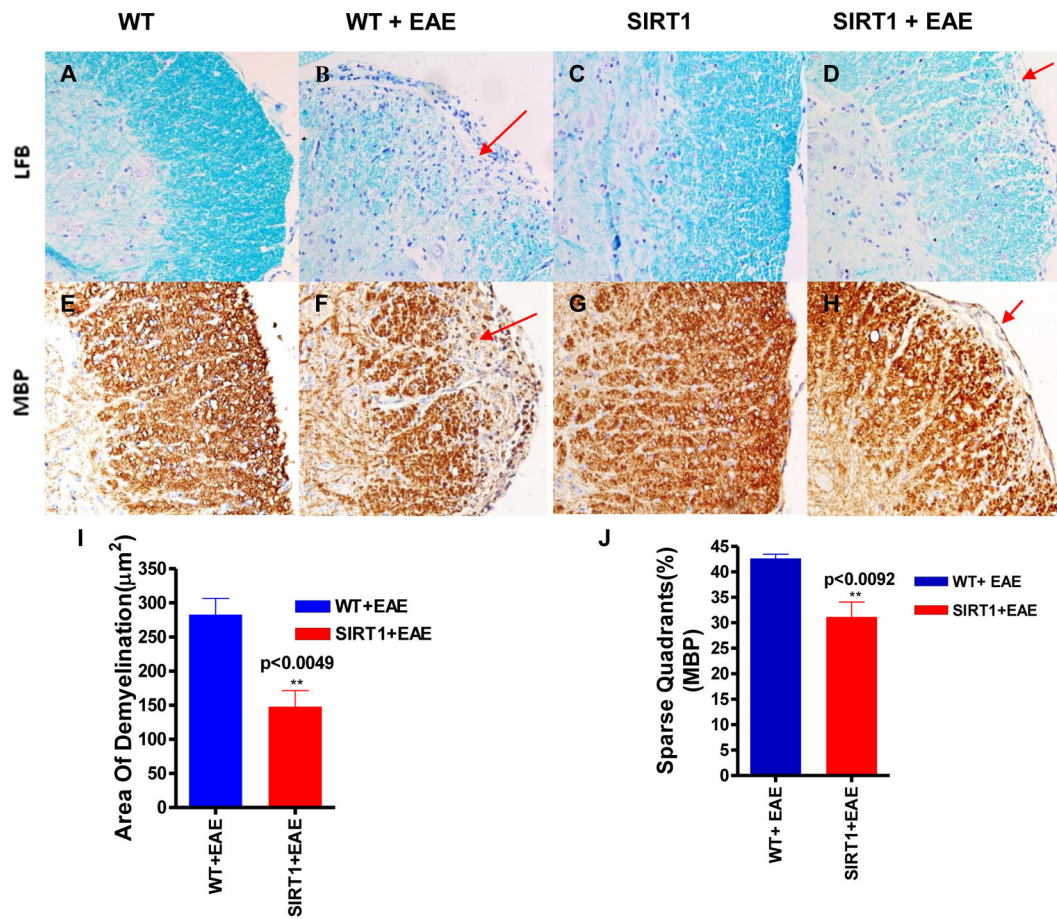 WT WT + EAE SIRT1 SIRT1 + EAE
LFB
A B C D
MBP
E F G H
I
Area Of Demyelination(μm²)
350
300
250
200
150
100
50
0
WT+EAE
SIRT1+EAE
p<0.0049
**
WT+EAE
SIRT1+EAE
J
Sparse Quadrants(%)
(MBP)
45
40
35
30
25
20
15
10
5
0
p<0.0092
**
WT+ EAE
SIRT1+EAE
WT+ EAE
SIRT1+EAE